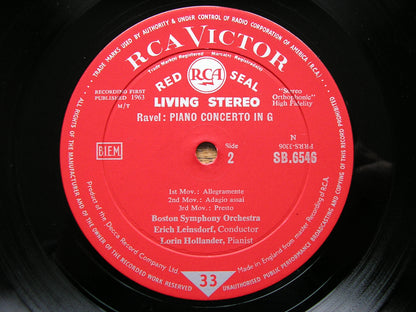 TRADE MARKS USED BY AUTHORITY & UNDER CONTROL OF RADIO CORPORATION OF AMERICA (R.C.A.)
RCA VICTOR
Trade Marks Registered · Marca(s) Registrada(s)
RED RCA SEAL
RECORDING FIRST
PUBLISHED 1963
M/T
"Stereo
Orthophonic"
High Fidelity
LIVING STEREO
Ravel: PIANO CONCERTO IN G
BIEM
Side
2
N
FRRS-3306
SB.6546
1st Mov.: Allegramente
2nd Mov.: Adagio assai
3rd Mov.: Presto
Boston Symphony Orchestra
Erich Leinsdorf, Conductor
Lorin Hollander, Pianist
Product of the Decca Record Company Ltd.
33
Made in England from master Recording of R.C.A.
ALL RIGHTS OF THE MANUFACTURER AND OF THE OWNER OF THE RECORDED WORK RESERVED
UNAUTHORISED PUBLIC PERFORMANCE BROADCASTING AND COPYING OF THIS RECORD PROHIBITED